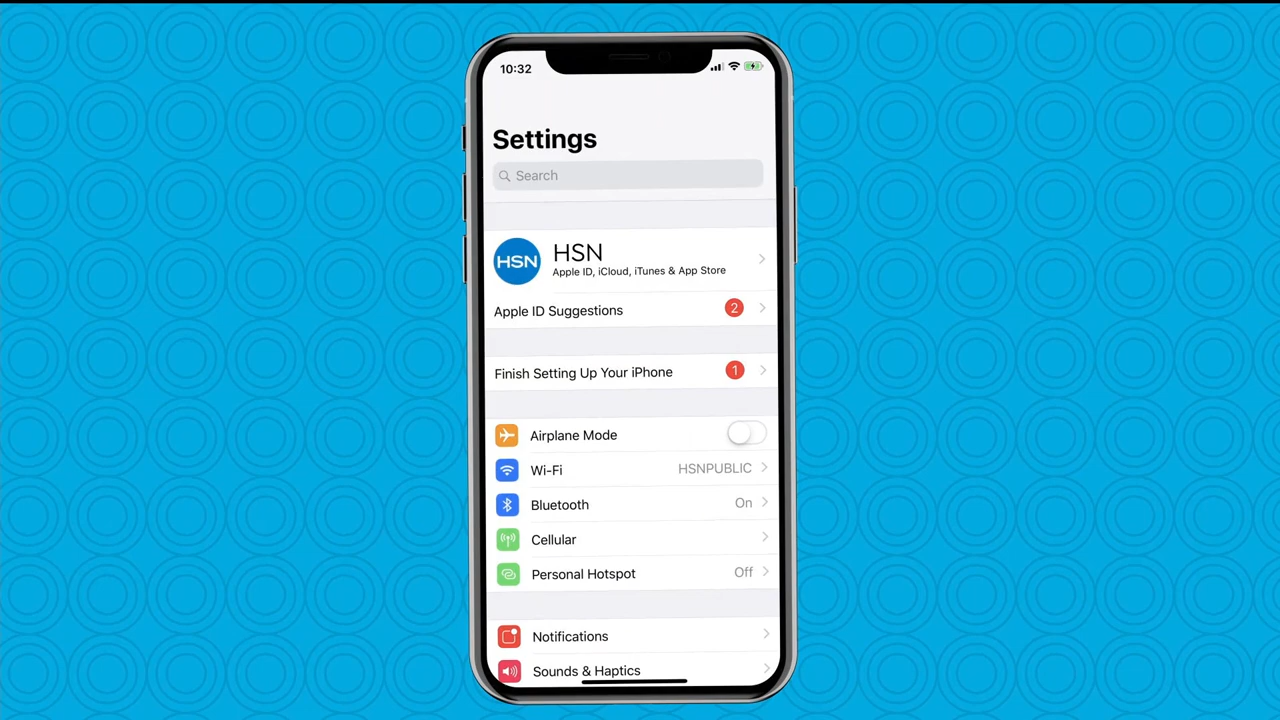 10:32
Settings
Search
HSN
HSN
Apple ID, iCloud, iTunes & App Store
Apple ID Suggestions 2
Finish Setting Up Your iPhone 1
Airplane Mode
Wi-Fi HSNPUBLIC
Bluetooth On
Cellular
Personal Hotspot Off
Notifications
Sounds & Haptics